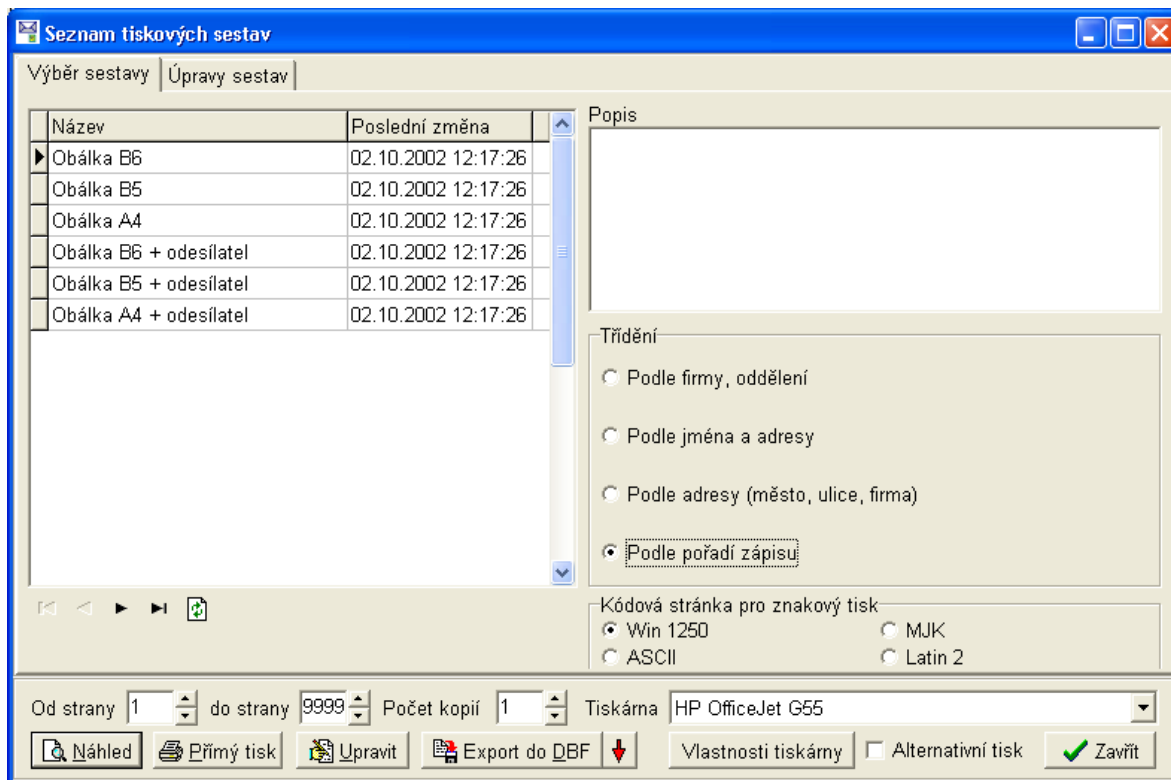 Seznam tiskových sestav
Výběr sestavy Úpravy sestav
Název Poslední změna
Obálka B6 02.10.2002 12:17:26
Obálka B5 02.10.2002 12:17:26
Obálka A4 02.10.2002 12:17:26
Obálka B6 + odesílatel 02.10.2002 12:17:26
Obálka B5 + odesílatel 02.10.2002 12:17:26
Obálka A4 + odesílatel 02.10.2002 12:17:26
Popis
Třídění
Podle firmy, oddělení
Podle jména a adresy
Podle adresy (město, ulice, firma)
Podle pořadí zápisu
Kódová stránka pro znakový tisk
Win 1250 MJK
ASCII Latin 2
Od strany 1 do strany 9999 Počet kopií 1 Tiskárna HP OfficeJet G55
Náhled Přímý tisk Upravit Export do DBF Vlastnosti tiskárny Alternativní tisk Zavřít